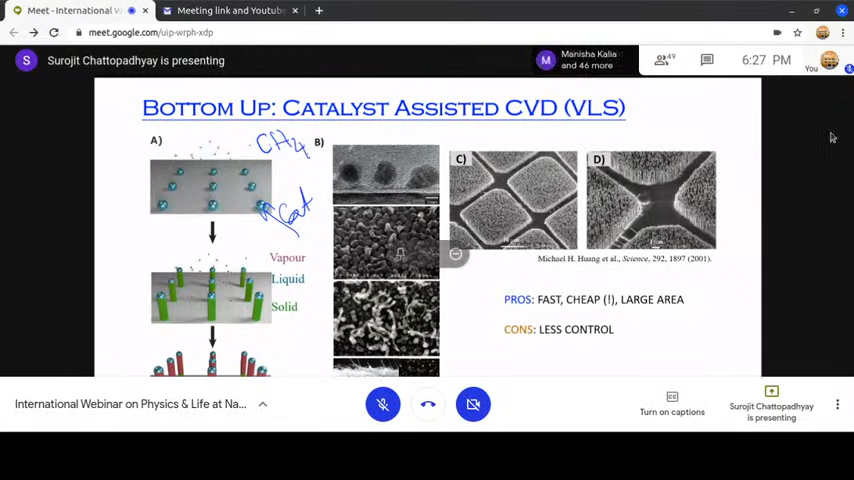 Meet - International W
Meeting link and Youtube
meet.google.com/uip-wrph-xdp
S
Surojit Chattopadhyay is presenting
M
Manisha Kalia
and 46 more
49
6:27 PM
You
BOTTOM UP: CATALYST ASSISTED CVD (VLS)
A)
CH4
B)
C)
D)
Cat
Vapour
Liquid
Solid
Michael H. Huang et al., Science, 292, 1897 (2001).
PROS: FAST, CHEAP (!), LARGE AREA
CONS: LESS CONTROL
International Webinar on Physics & Life at Na...
Turn on captions
Surojit Chattopadhyay
is presenting